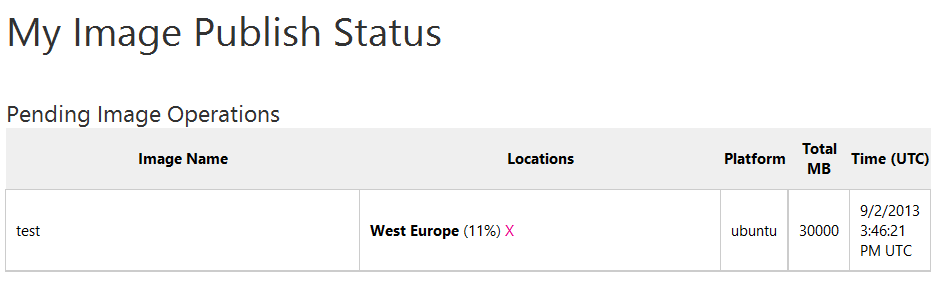 My Image Publish Status
Pending Image Operations
Image Name Locations Platform Total MB Time (UTC)
test West Europe (11%) X ubuntu 30000 9/2/2013 3:46:21 PM UTC